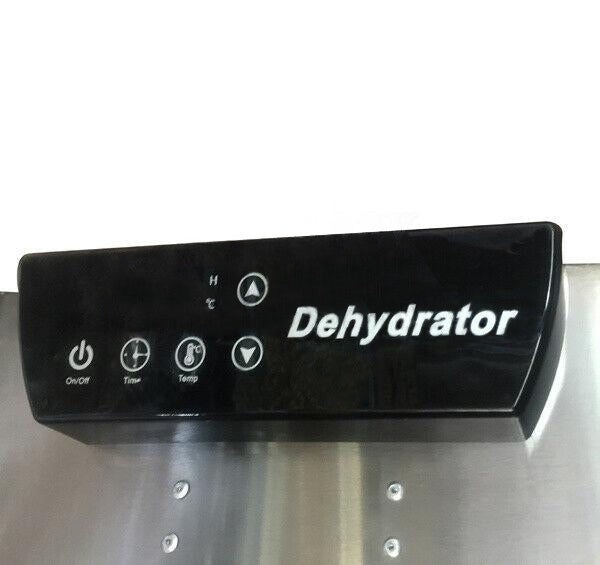 H
℃
Dehydrator
℃
On/Off
Time
Temp